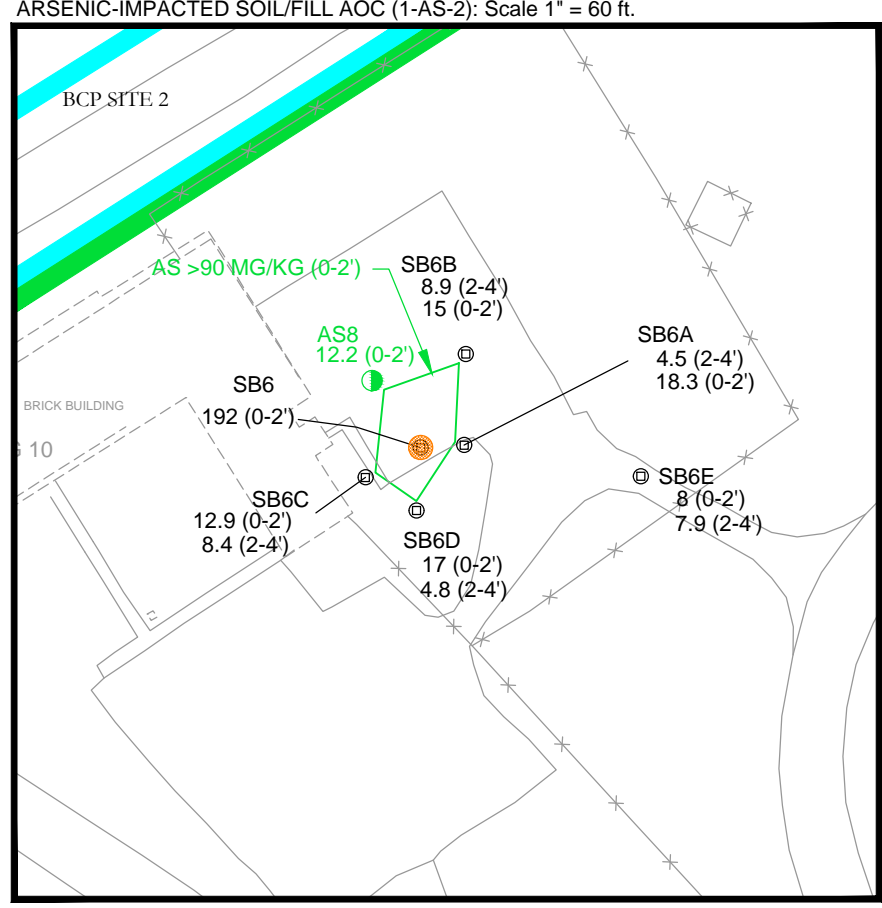 ARSENIC-IMPACTED SOIL/FILL AOC (1-AS-2): Scale 1" = 60 ft.
BCP SITE 2
AS >90 MG/KG (0-2')
SB6B
8.9 (2-4')
15 (0-2')
AS8
12.2 (0-2')
SB6A
4.5 (2-4')
18.3 (0-2')
SB6
192 (0-2')
BRICK BUILDING
10
SB6C
12.9 (0-2')
8.4 (2-4')
SB6E
8 (0-2')
7.9 (2-4')
SB6D
17 (0-2')
4.8 (2-4')